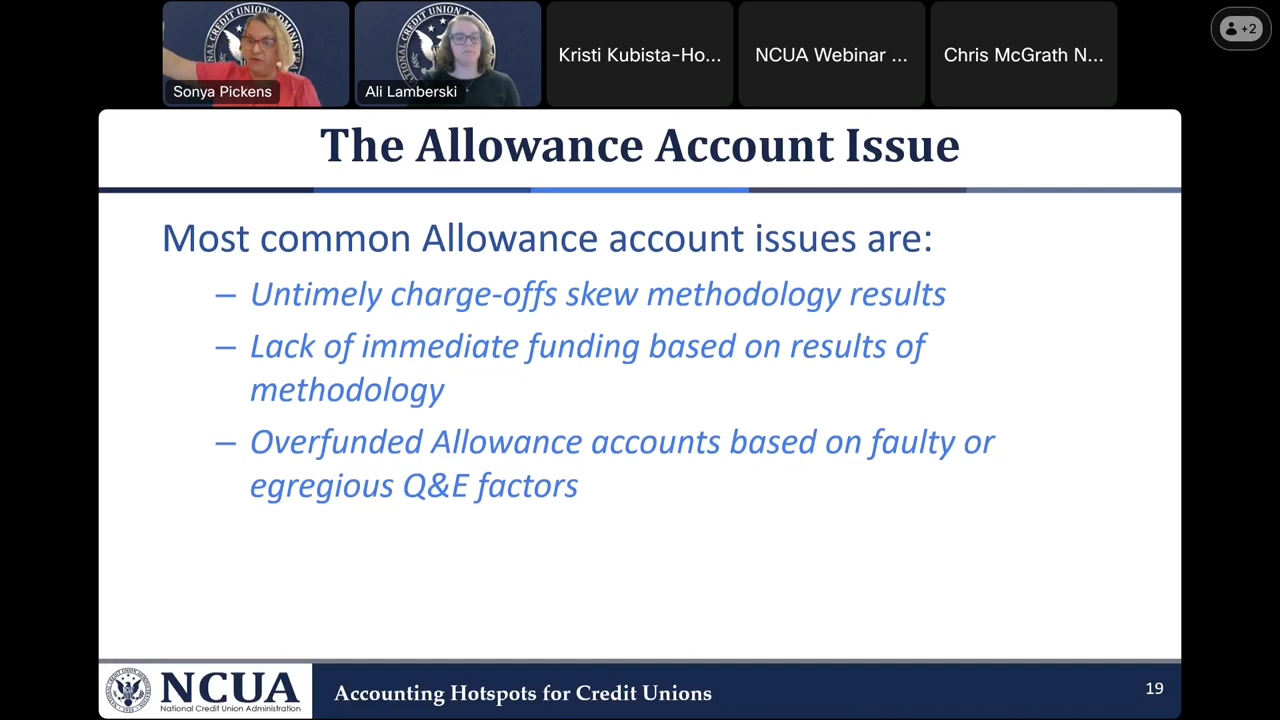 Sonya Pickens
Ali Lamberski
Kristi Kubista-Ho...
NCUA Webinar ...
Chris McGrath N...
+2
The Allowance Account Issue
Most common Allowance account issues are:
– Untimely charge-offs skew methodology results
– Lack of immediate funding based on results of
methodology
– Overfunded Allowance accounts based on faulty or
egregious Q&E factors
NCUA
National Credit Union Administration
Accounting Hotspots for Credit Unions
19